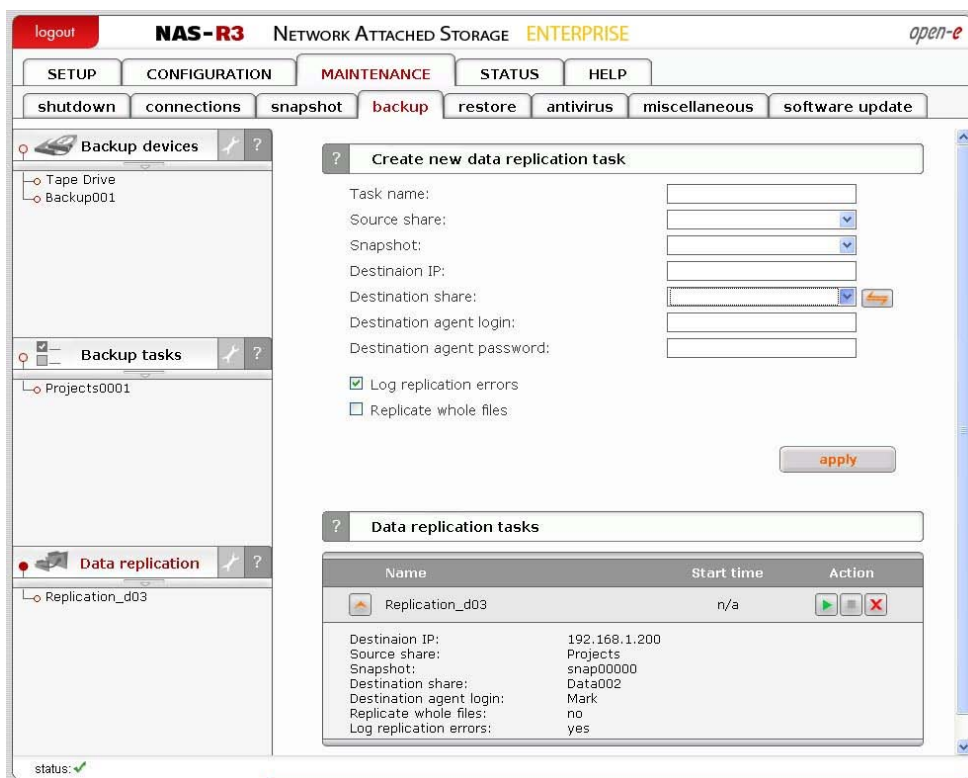 logout NAS-R3 NETWORK ATTACHED STORAGE ENTERPRISE open-e
SETUP CONFIGURATION MAINTENANCE STATUS HELP
shutdown connections snapshot backup restore antivirus miscellaneous software update
Backup devices ?
Tape Drive
Backup001
Backup tasks ?
Projects0001
Data replication ?
Replication_d03
? Create new data replication task
Task name:
Source share:
Snapshot:
Destinaion IP:
Destination share:
Destination agent login:
Destination agent password:
Log replication errors
Replicate whole files
apply
? Data replication tasks
Name Start time Action
Replication_d03 n/a
Destinaion IP: 192.168.1.200
Source share: Projects
Snapshot: snap00000
Destination share: Data002
Destination agent login: Mark
Replicate whole files: no
Log replication errors: yes
status: